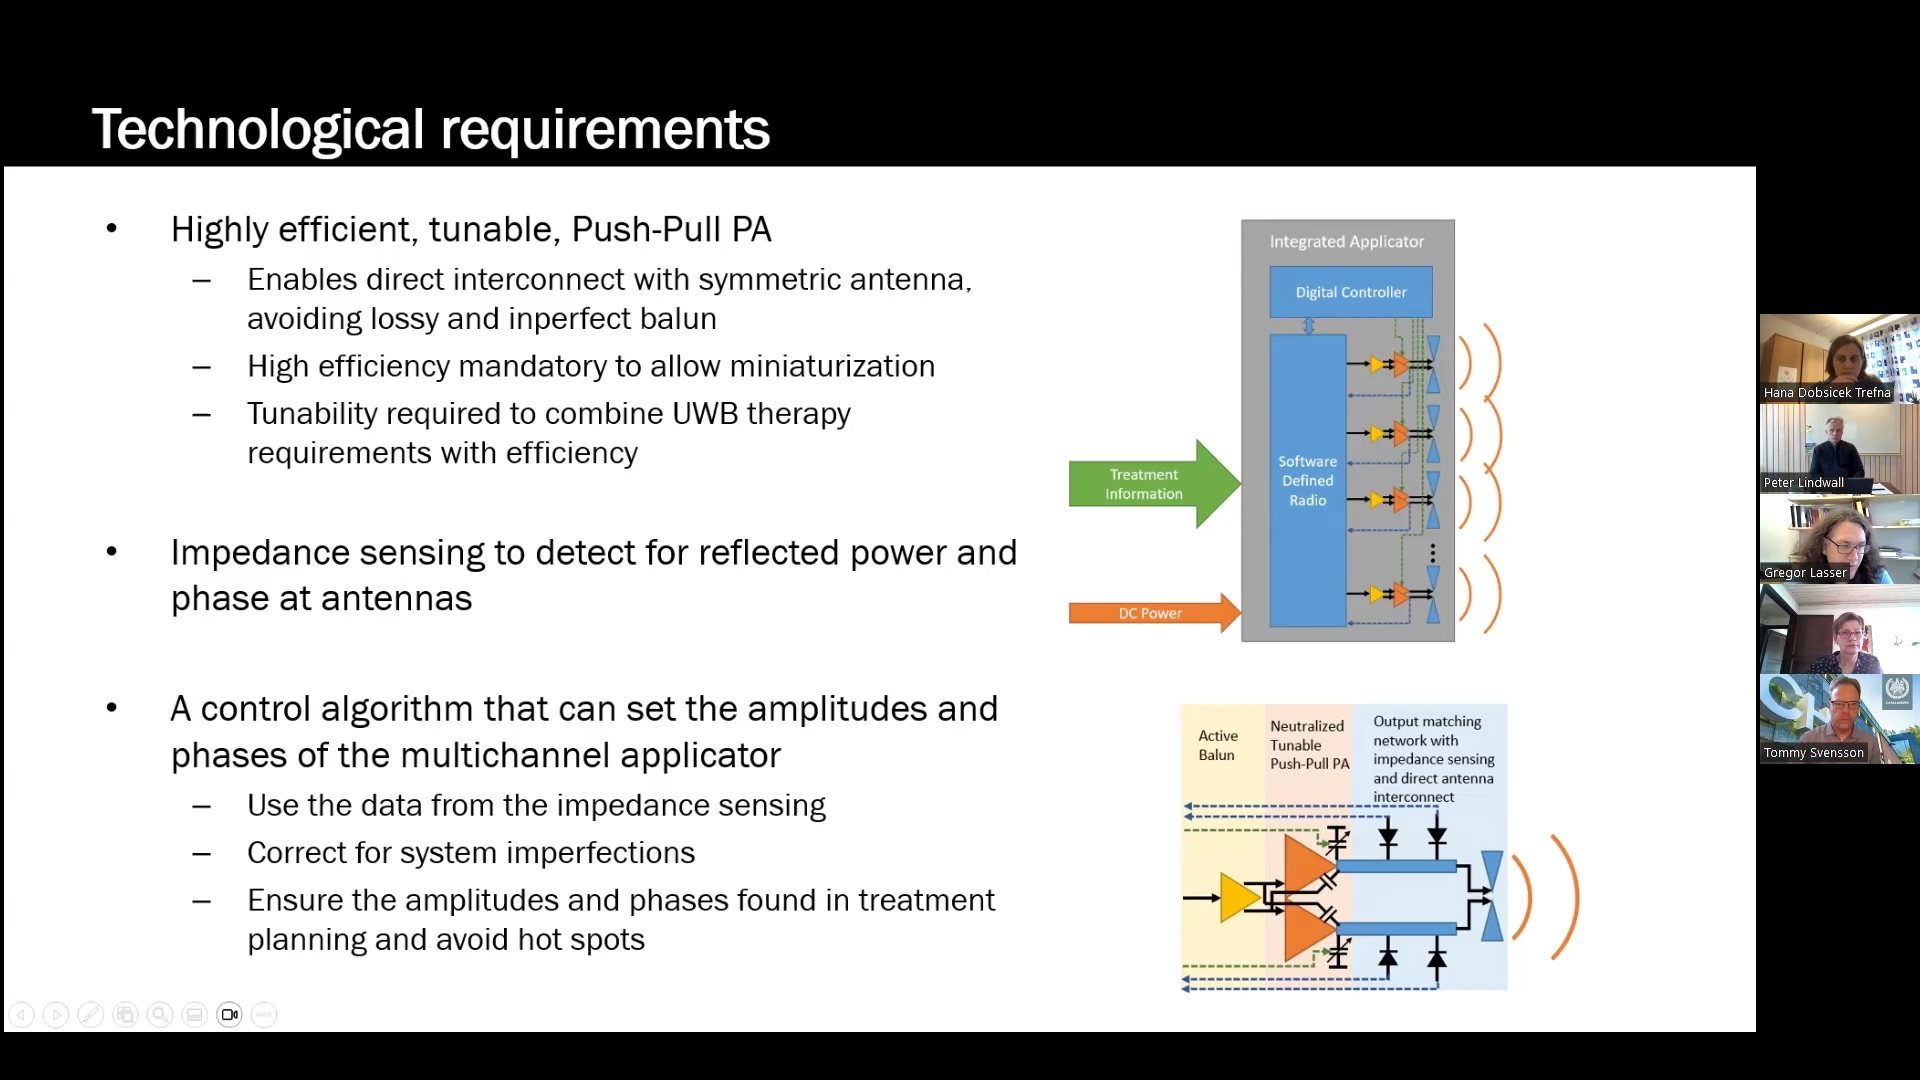 Technological requirements
• Highly efficient, tunable, Push-Pull PA
– Enables direct interconnect with symmetric antenna,
avoiding lossy and inperfect balun
– High efficiency mandatory to allow miniaturization
– Tunability required to combine UWB therapy
requirements with efficiency
• Impedance sensing to detect for reflected power and
phase at antennas
• A control algorithm that can set the amplitudes and
phases of the multichannel applicator
– Use the data from the impedance sensing
– Correct for system imperfections
– Ensure the amplitudes and phases found in treatment
planning and avoid hot spots
Integrated Applicator
Digital Controller
Software
Defined
Radio
Treatment
Information
DC Power
Active
Balun
Neutralized
Tunable
Push-Pull PA
Output matching
network with
impedance sensing
and direct antenna
interconnect
Hana Dobsicek Trefna
Peter Lindwall
Gregor Lasser
Tommy Svensson
CHALMERS